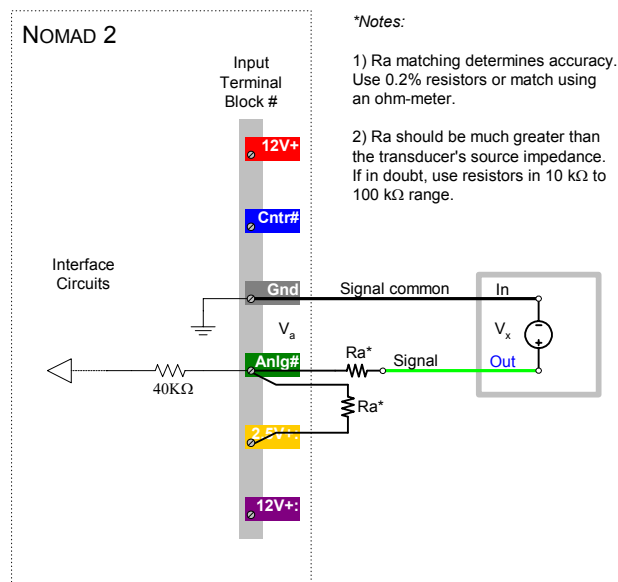 NOMAD 2
Input
Terminal
Block #
*Notes:
1) Ra matching determines accuracy.
Use 0.2% resistors or match using
an ohm-meter.
2) Ra should be much greater than
the transducer's source impedance.
If in doubt, use resistors in 10 kΩ to
100 kΩ range.
12V+
Cntr#
Interface
Circuits
Gnd
Signal common
In
Va
Vx
Anlg#
Ra*
Signal
Out
40KΩ
Ra*
2.5V+:
12V+: